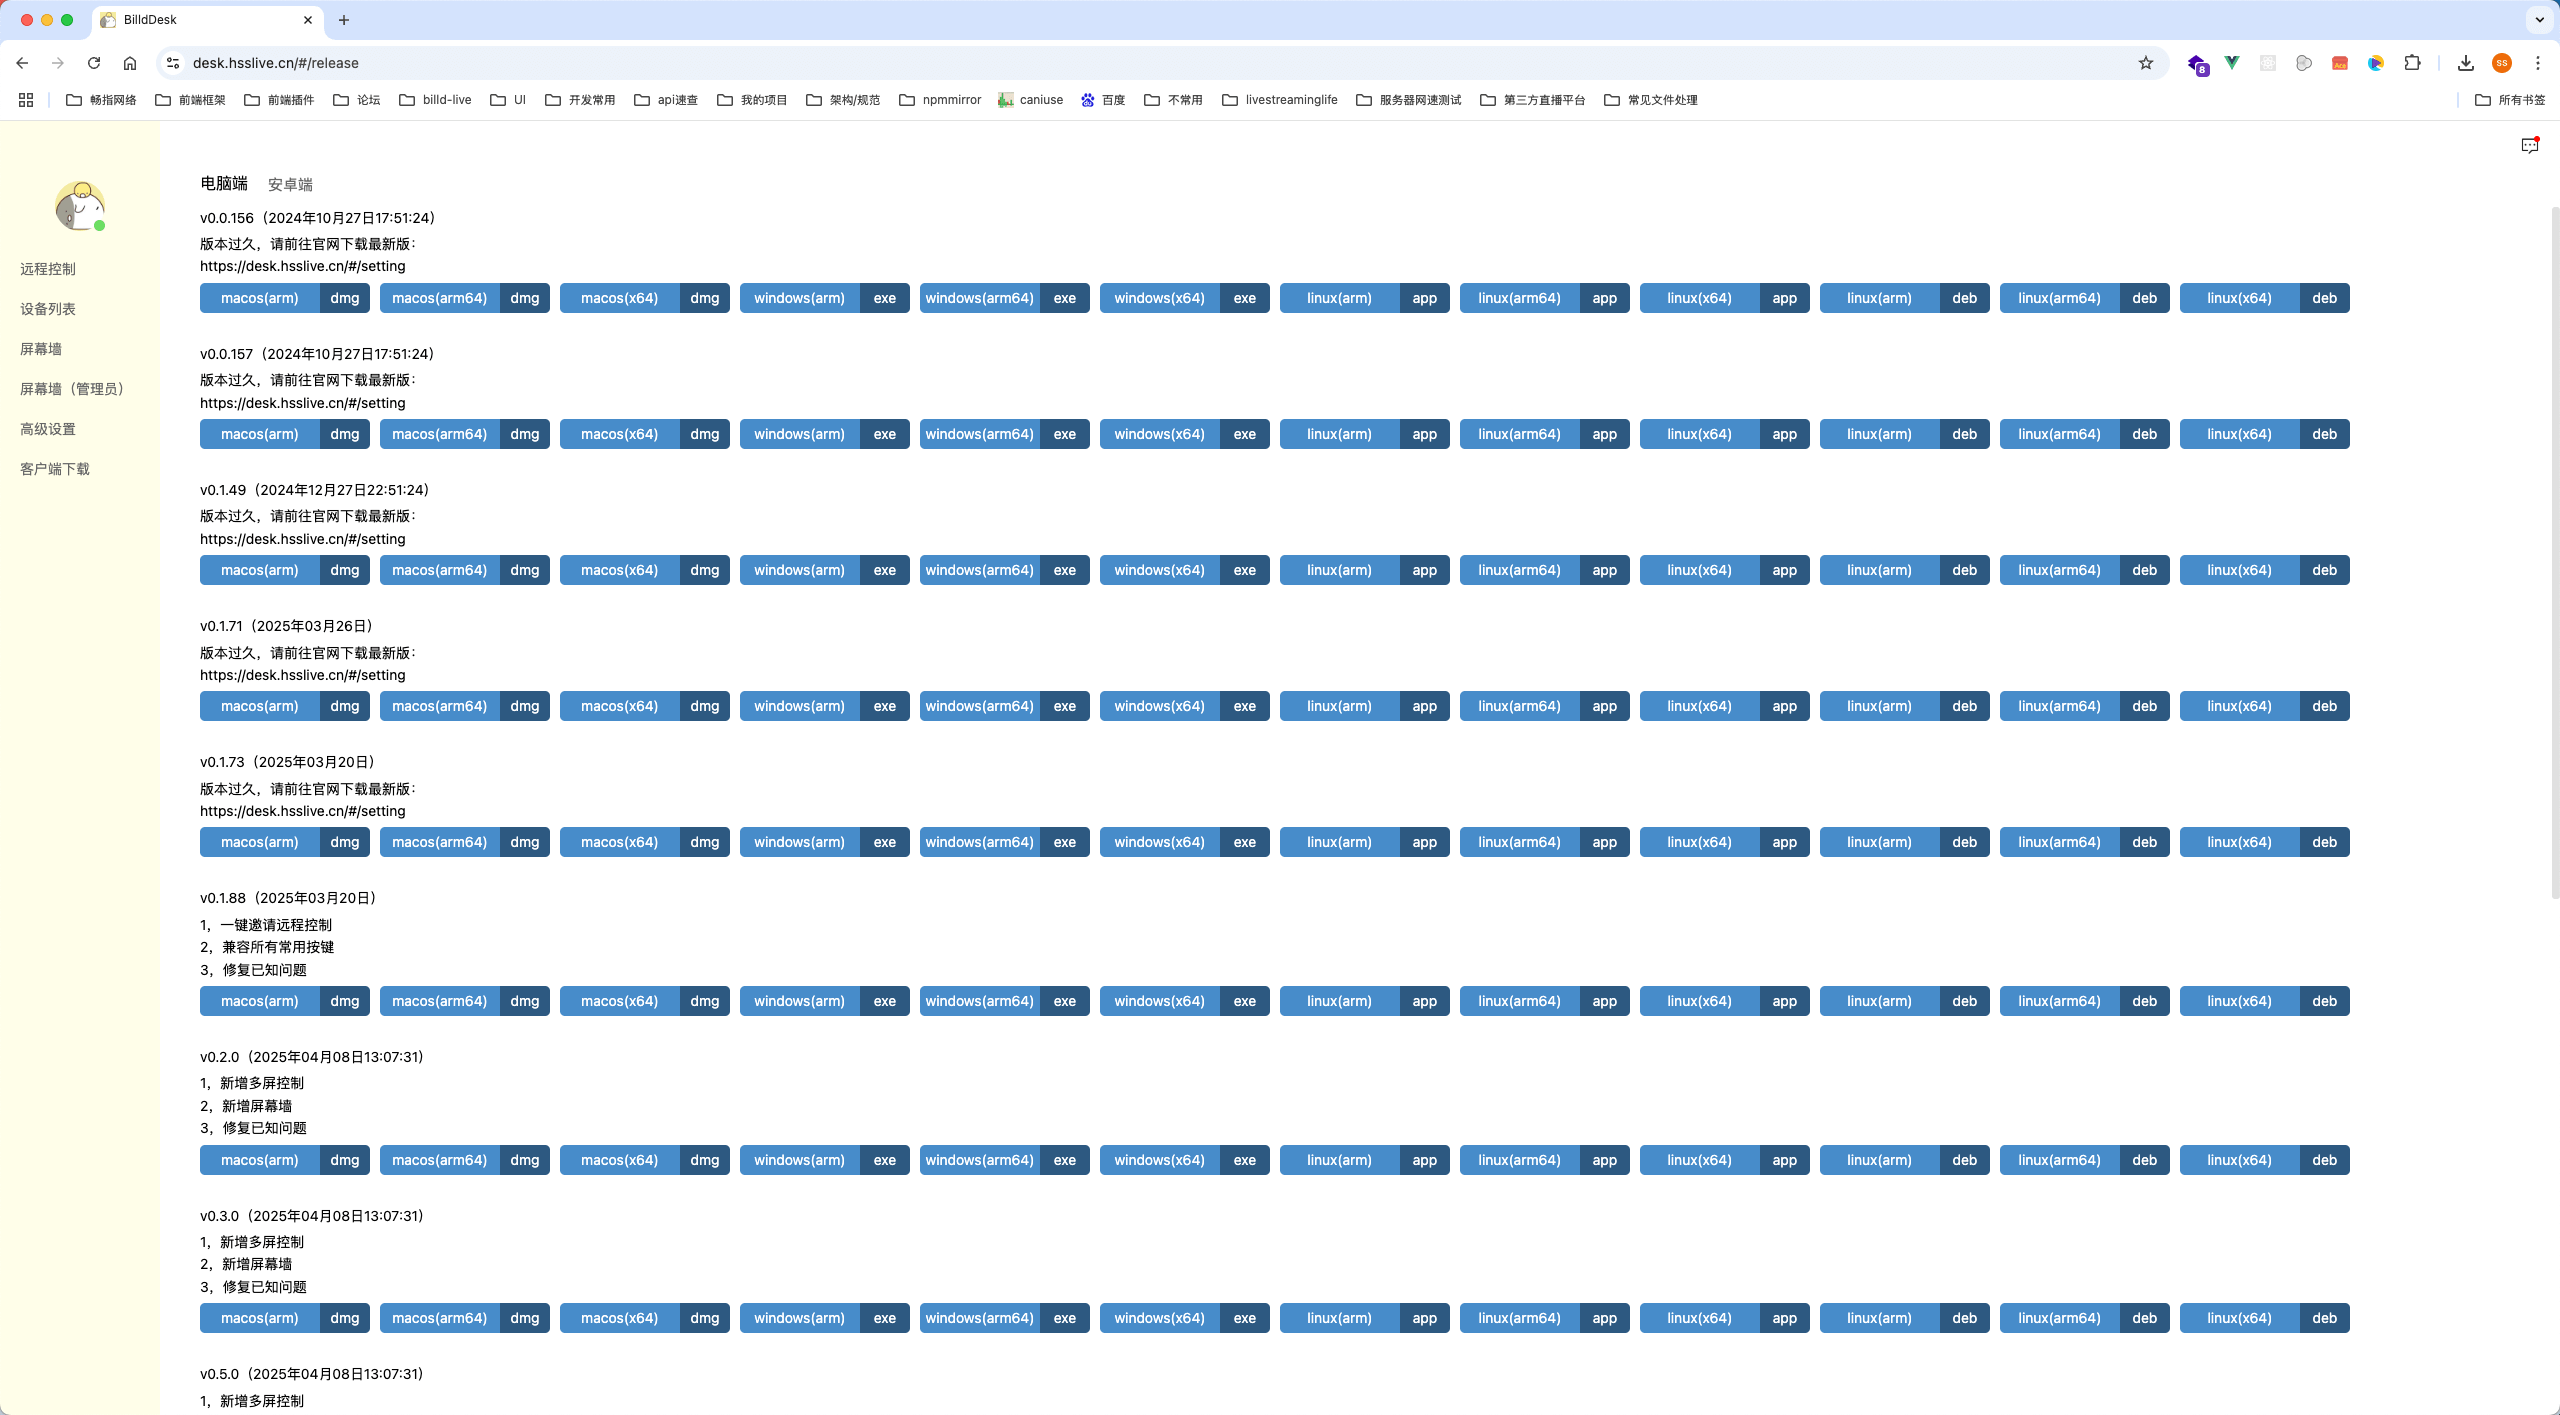 BilldDesk
desk.hsslive.cn/#/release
8
SS
畅指网络 前端框架 前端插件 论坛 billd-live UI 开发常用 api速查 我的项目 架构/规范 npmmirror caniuse 百度 不常用 livestreaminglife 服务器网速测试 第三方直播平台 常见文件处理 所有书签
远程控制
设备列表
屏幕墙
屏幕墙（管理员）
高级设置
客户端下载
电脑端 安卓端
v0.0.156（2024年10月27日17:51:24）
版本过久，请前往官网下载最新版：
https://desk.hsslive.cn/#/setting
macos(arm) dmg macos(arm64) dmg macos(x64) dmg windows(arm) exe windows(arm64) exe windows(x64) exe linux(arm) app linux(arm64) app linux(x64) app linux(arm) deb linux(arm64) deb linux(x64) deb
v0.0.157（2024年10月27日17:51:24）
版本过久，请前往官网下载最新版：
https://desk.hsslive.cn/#/setting
macos(arm) dmg macos(arm64) dmg macos(x64) dmg windows(arm) exe windows(arm64) exe windows(x64) exe linux(arm) app linux(arm64) app linux(x64) app linux(arm) deb linux(arm64) deb linux(x64) deb
v0.1.49（2024年12月27日22:51:24）
版本过久，请前往官网下载最新版：
https://desk.hsslive.cn/#/setting
macos(arm) dmg macos(arm64) dmg macos(x64) dmg windows(arm) exe windows(arm64) exe windows(x64) exe linux(arm) app linux(arm64) app linux(x64) app linux(arm) deb linux(arm64) deb linux(x64) deb
v0.1.71（2025年03月26日）
版本过久，请前往官网下载最新版：
https://desk.hsslive.cn/#/setting
macos(arm) dmg macos(arm64) dmg macos(x64) dmg windows(arm) exe windows(arm64) exe windows(x64) exe linux(arm) app linux(arm64) app linux(x64) app linux(arm) deb linux(arm64) deb linux(x64) deb
v0.1.73（2025年03月20日）
版本过久，请前往官网下载最新版：
https://desk.hsslive.cn/#/setting
macos(arm) dmg macos(arm64) dmg macos(x64) dmg windows(arm) exe windows(arm64) exe windows(x64) exe linux(arm) app linux(arm64) app linux(x64) app linux(arm) deb linux(arm64) deb linux(x64) deb
v0.1.88（2025年03月20日）
1，一键邀请远程控制
2，兼容所有常用按键
3，修复已知问题
macos(arm) dmg macos(arm64) dmg macos(x64) dmg windows(arm) exe windows(arm64) exe windows(x64) exe linux(arm) app linux(arm64) app linux(x64) app linux(arm) deb linux(arm64) deb linux(x64) deb
v0.2.0（2025年04月08日13:07:31）
1，新增多屏控制
2，新增屏幕墙
3，修复已知问题
macos(arm) dmg macos(arm64) dmg macos(x64) dmg windows(arm) exe windows(arm64) exe windows(x64) exe linux(arm) app linux(arm64) app linux(x64) app linux(arm) deb linux(arm64) deb linux(x64) deb
v0.3.0（2025年04月08日13:07:31）
1，新增多屏控制
2，新增屏幕墙
3，修复已知问题
macos(arm) dmg macos(arm64) dmg macos(x64) dmg windows(arm) exe windows(arm64) exe windows(x64) exe linux(arm) app linux(arm64) app linux(x64) app linux(arm) deb linux(arm64) deb linux(x64) deb
v0.5.0（2025年04月08日13:07:31）
1，新增多屏控制